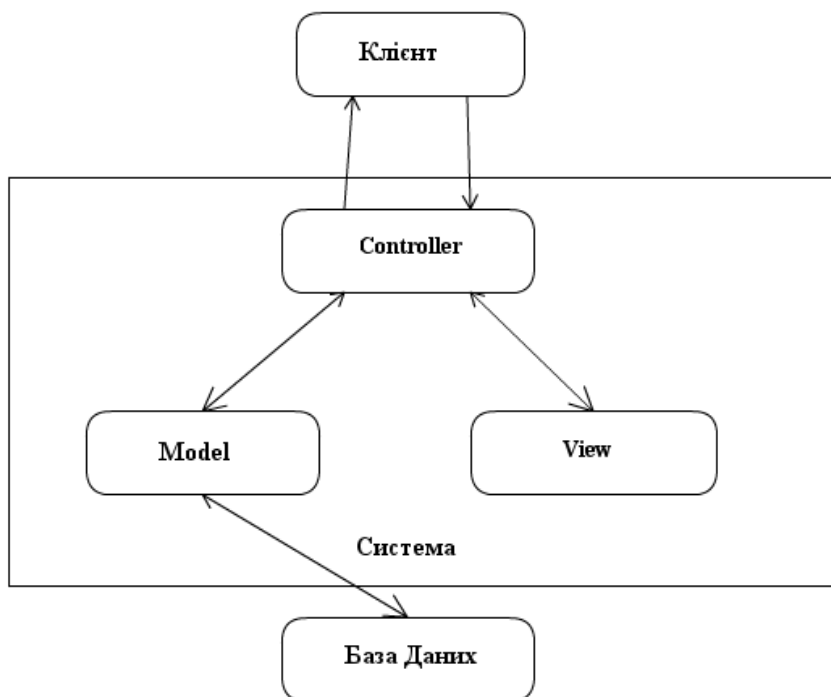 Клієнт
Controller
Model
View
Система
База Даних